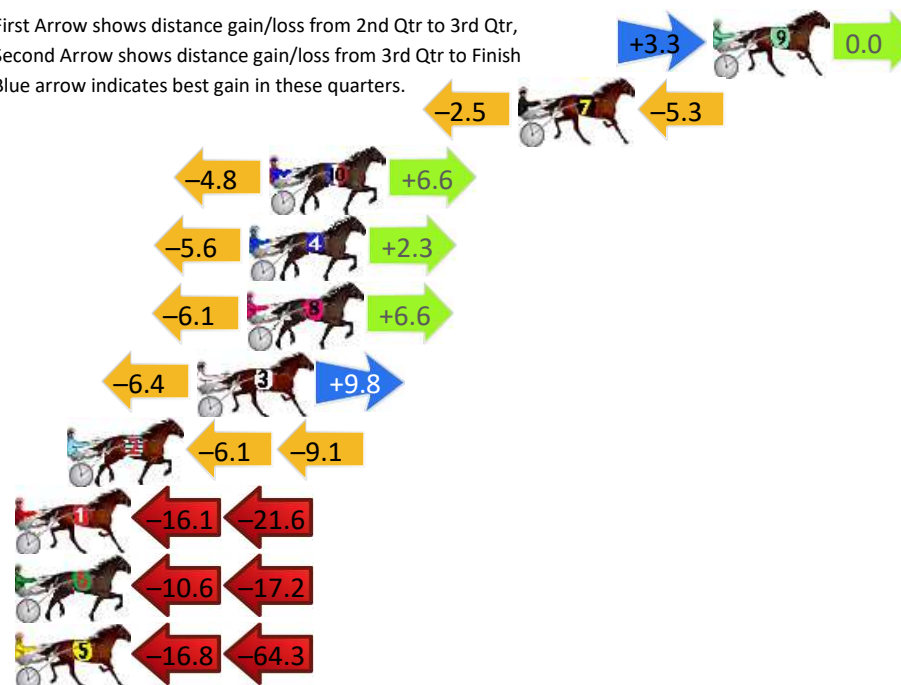 First Arrow shows distance gain/loss from 2nd Qtr to 3rd Qtr,
Second Arrow shows distance gain/loss from 3rd Qtr to Finish
Blue arrow indicates best gain in these quarters.
+3.3 9 0.0
–2.5 7 –5.3
–4.8 10 +6.6
–5.6 4 +2.3
–6.1 8 +6.6
–6.4 3 +9.8
–6.1 –9.1
1 –16.1 –21.6
6 –10.6 –17.2
5 –16.8 –64.3